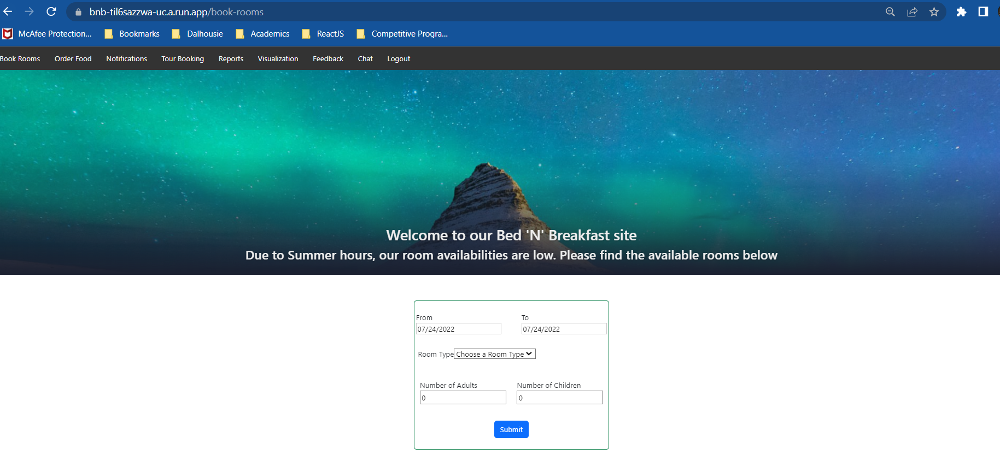 bnb-til6sazzwa-uc.a.run.app/book-rooms
McAfee Protection... Bookmarks Dalhousie Academics ReactJS Competitive Progra...
Book Rooms Order Food Notifications Tour Booking Reports Visualization Feedback Chat Logout
Welcome to our Bed 'N' Breakfast site
Due to Summer hours, our room availabilities are low. Please find the available rooms below
From To
07/24/2022 07/24/2022
Room Type Choose a Room Type
Number of Adults Number of Children
0 0
Submit